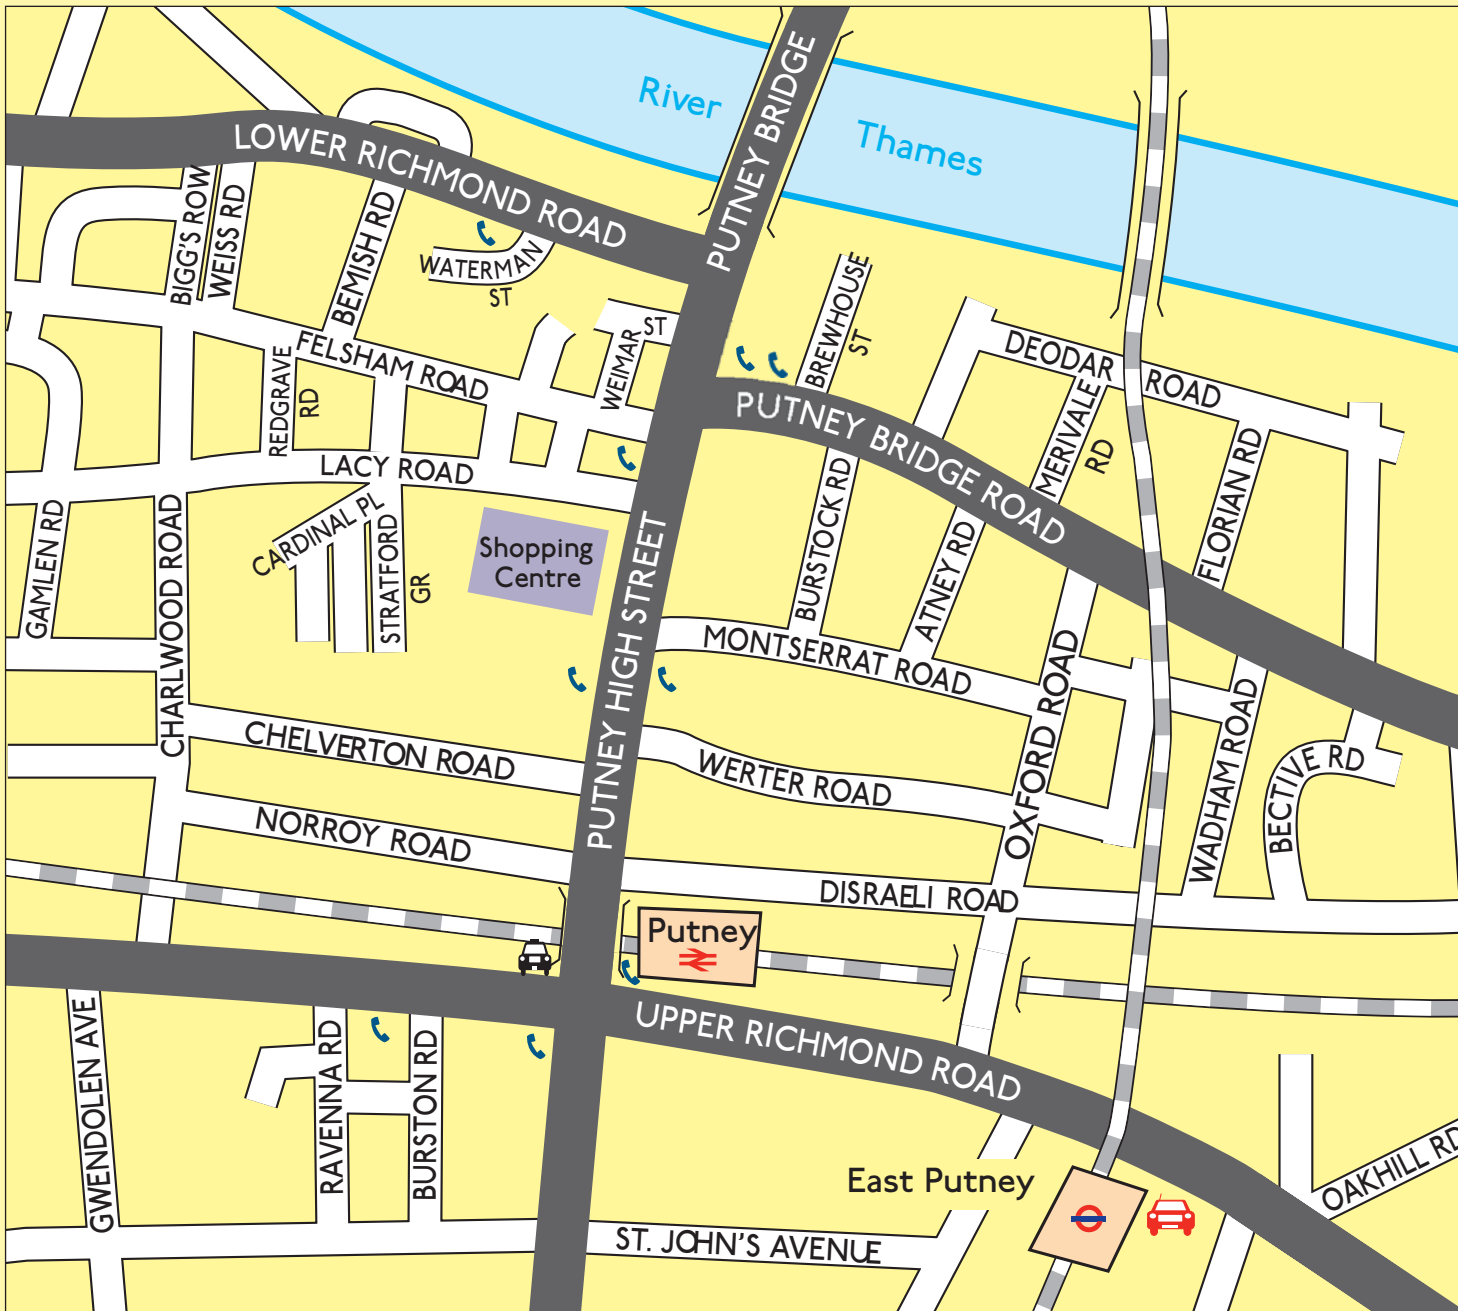 PUTNEY BRIDGE
River
Thames
LOWER RICHMOND ROAD
BIGG'S ROW
WEISS RD
BEMISH RD
WATERMAN
ST
BREWHOUSE
ST
WEIMAR
ST
FELSHAM ROAD
REDGRAVE
RD
DEODAR
ROAD
MERIVALE
RD
PUTNEY BRIDGE ROAD
FLORIAN RD
LACY ROAD
CARDINAL PL
STRATFORD
GR
GAMLEN RD
CHARLWOOD ROAD
Shopping
Centre
PUTNEY HIGH STREET
BURSTOCK RD
ATNEY RD
MONTSERRAT ROAD
OXFORD ROAD
WADHAM ROAD
BECTIVE RD
CHELVERTON ROAD
WERTER ROAD
NORROY ROAD
DISRAELI ROAD
Putney
UPPER RICHMOND ROAD
GWENDOLEN AVE
RAVENNA RD
BURSTON RD
East Putney
OAKHILL RD
ST. JOHN'S AVENUE